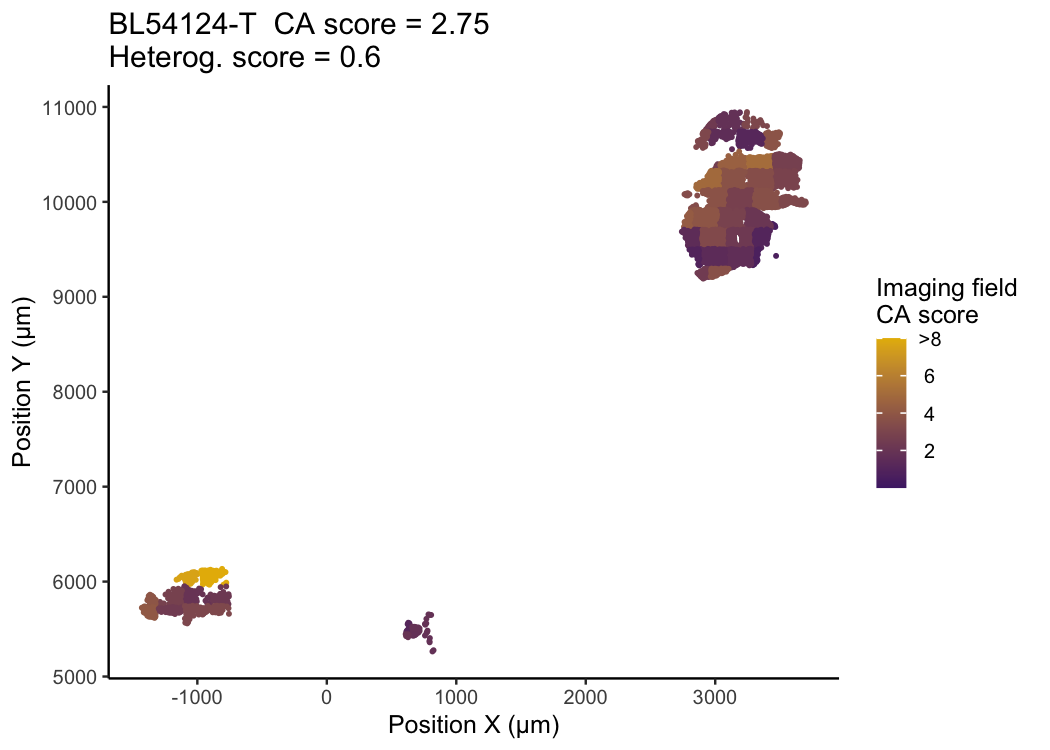 BL54124-T  CA score = 2.75
Heterog. score = 0.6
11000
10000
9000
8000
7000
6000
5000
Position Y (µm)
-1000
0
1000
2000
3000
Position X (µm)
Imaging field
CA score
>8
6
4
2